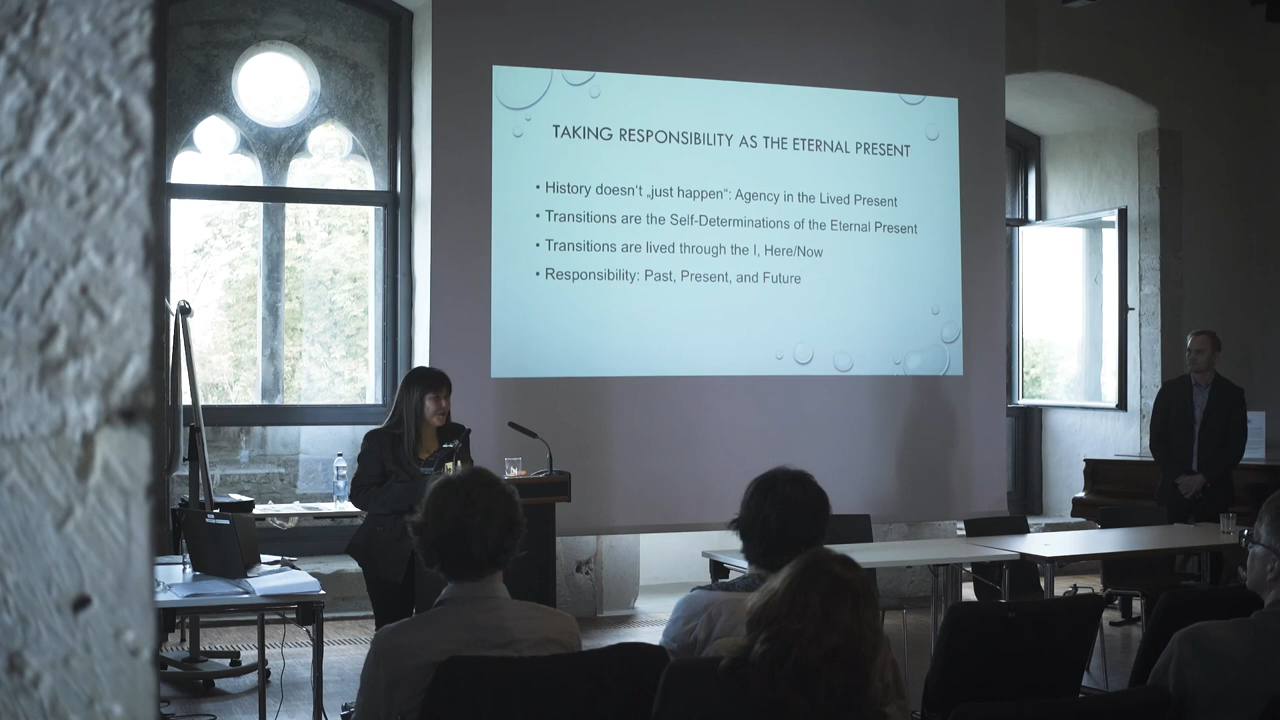 TAKING RESPONSIBILITY AS THE ETERNAL PRESENT
• History doesn't „just happen“: Agency in the Lived Present
• Transitions are the Self-Determinations of the Eternal Present
• Transitions are lived through the I, Here/Now
• Responsibility: Past, Present, and Future